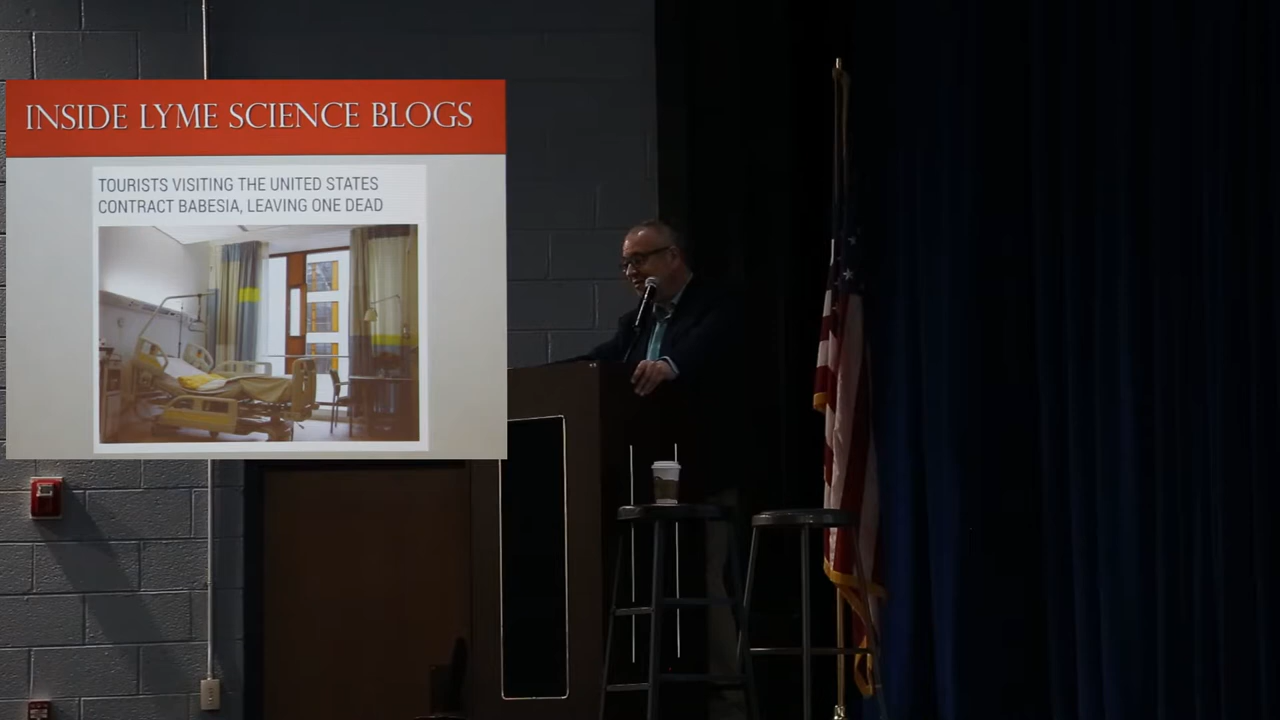 INSIDE LYME SCIENCE BLOGS
TOURISTS VISITING THE UNITED STATES
CONTRACT BABESIA, LEAVING ONE DEAD